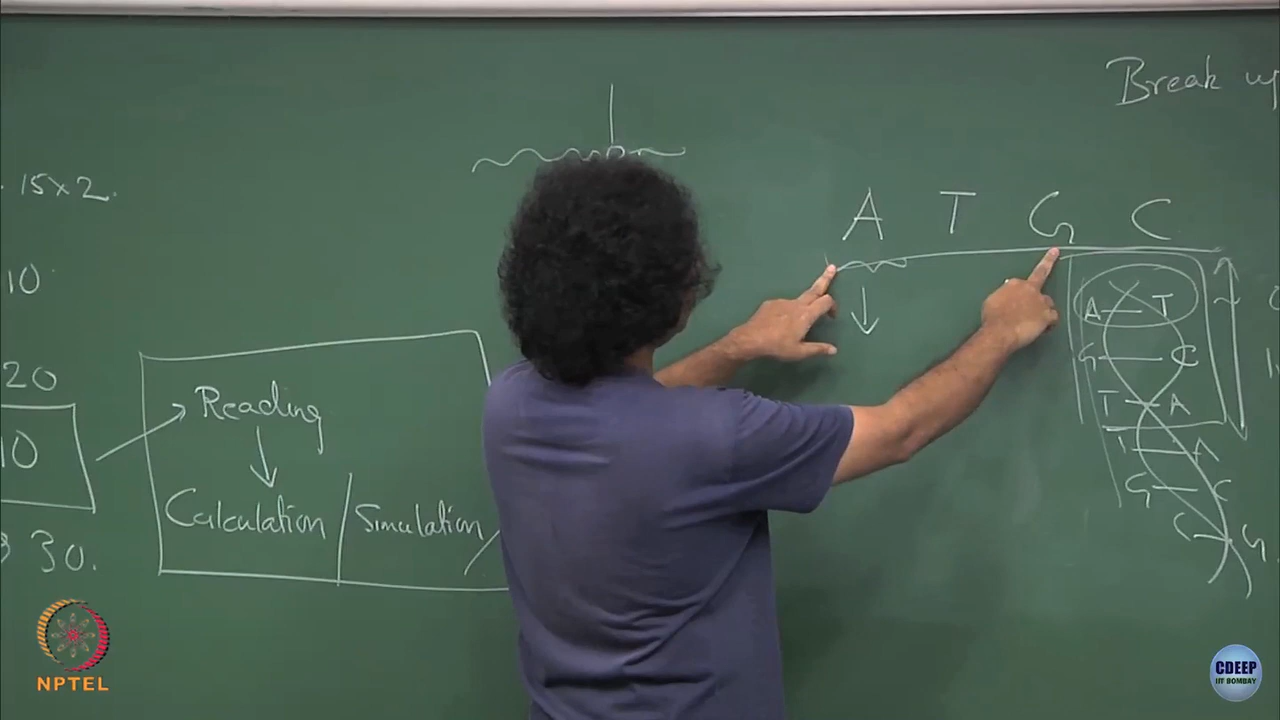 Break up
15x2.
A T G C
10
A — T
20
G — C
Reading
T — A
10
G — C
Calculation | Simulation
C — G
30.
NPTEL
CDEEP
IIT BOMBAY